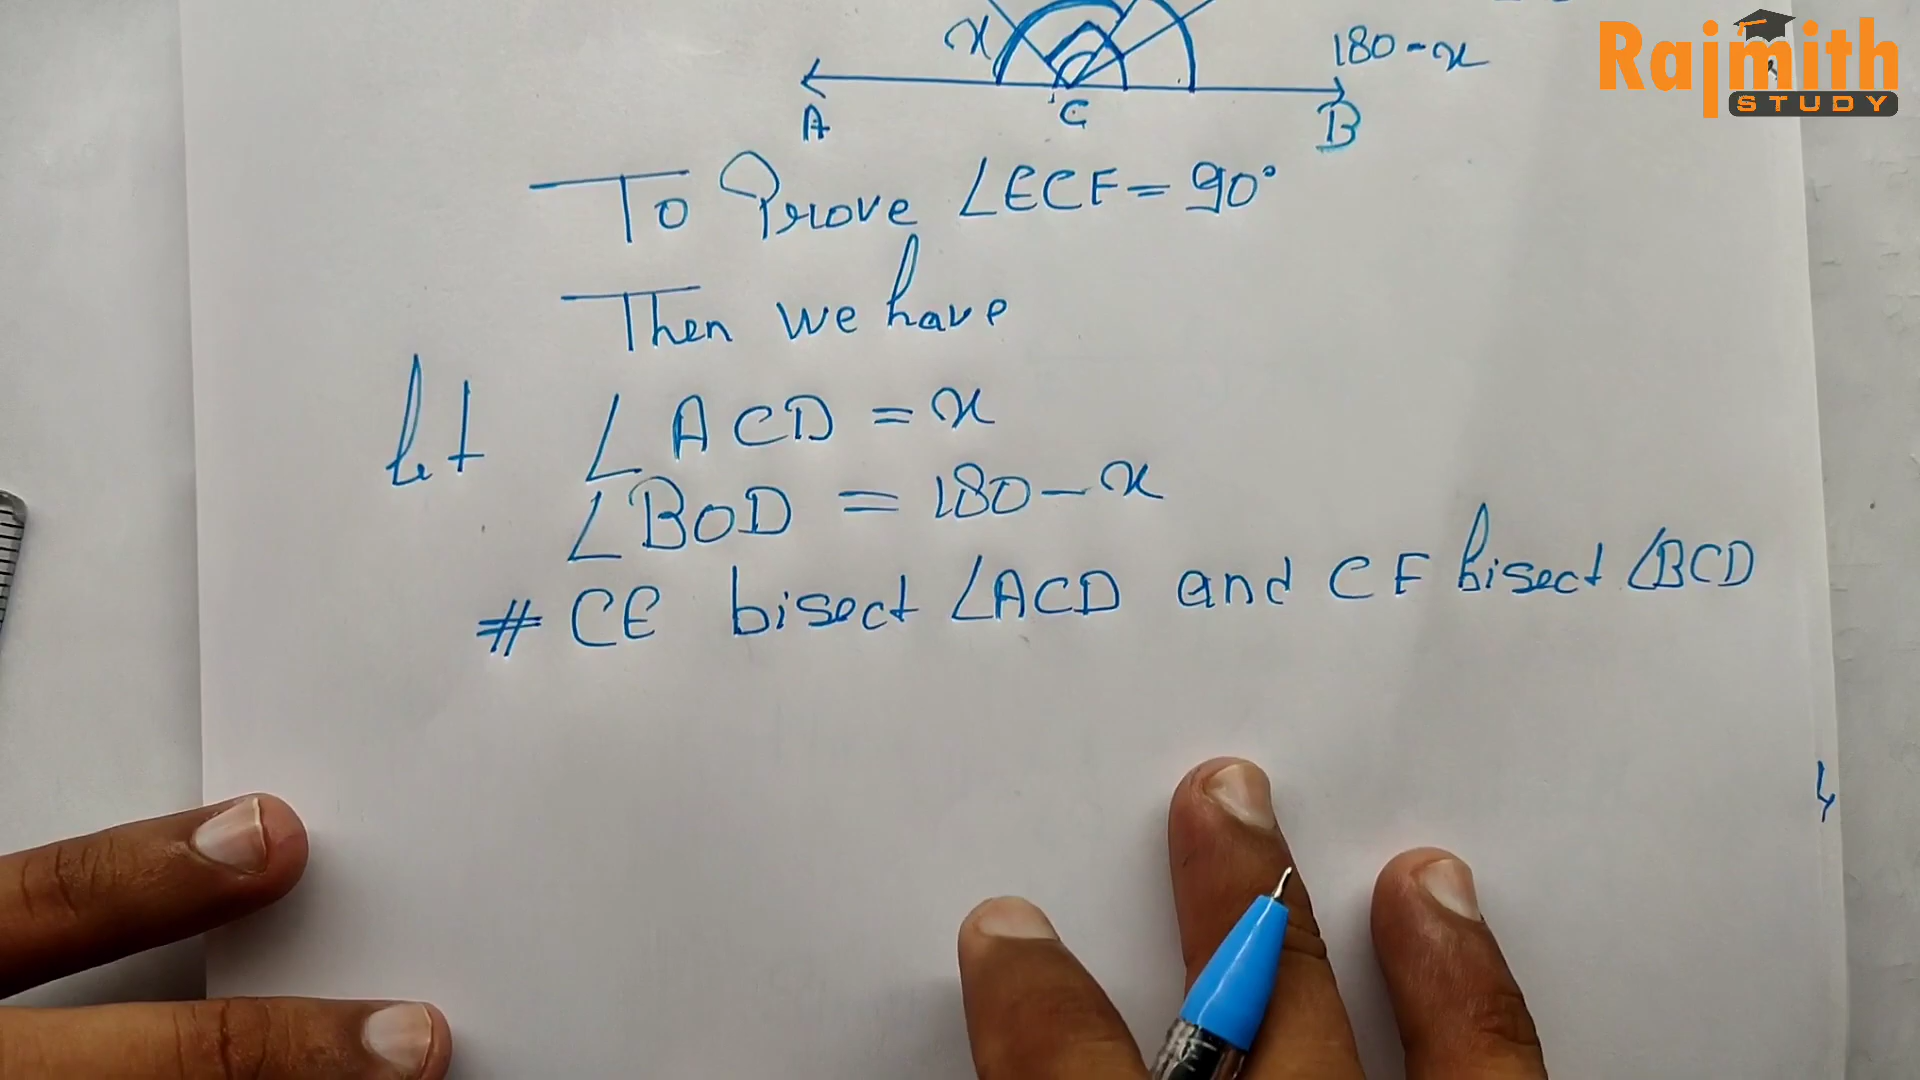 x
180-x
Rajmith
STUDY
A
C
B
To Prove ∠ECF = 90°
Then we have
let ∠ACD = x
∠BOD = 180-x
# CE bisect ∠ACD and CF bisect ∠BCD